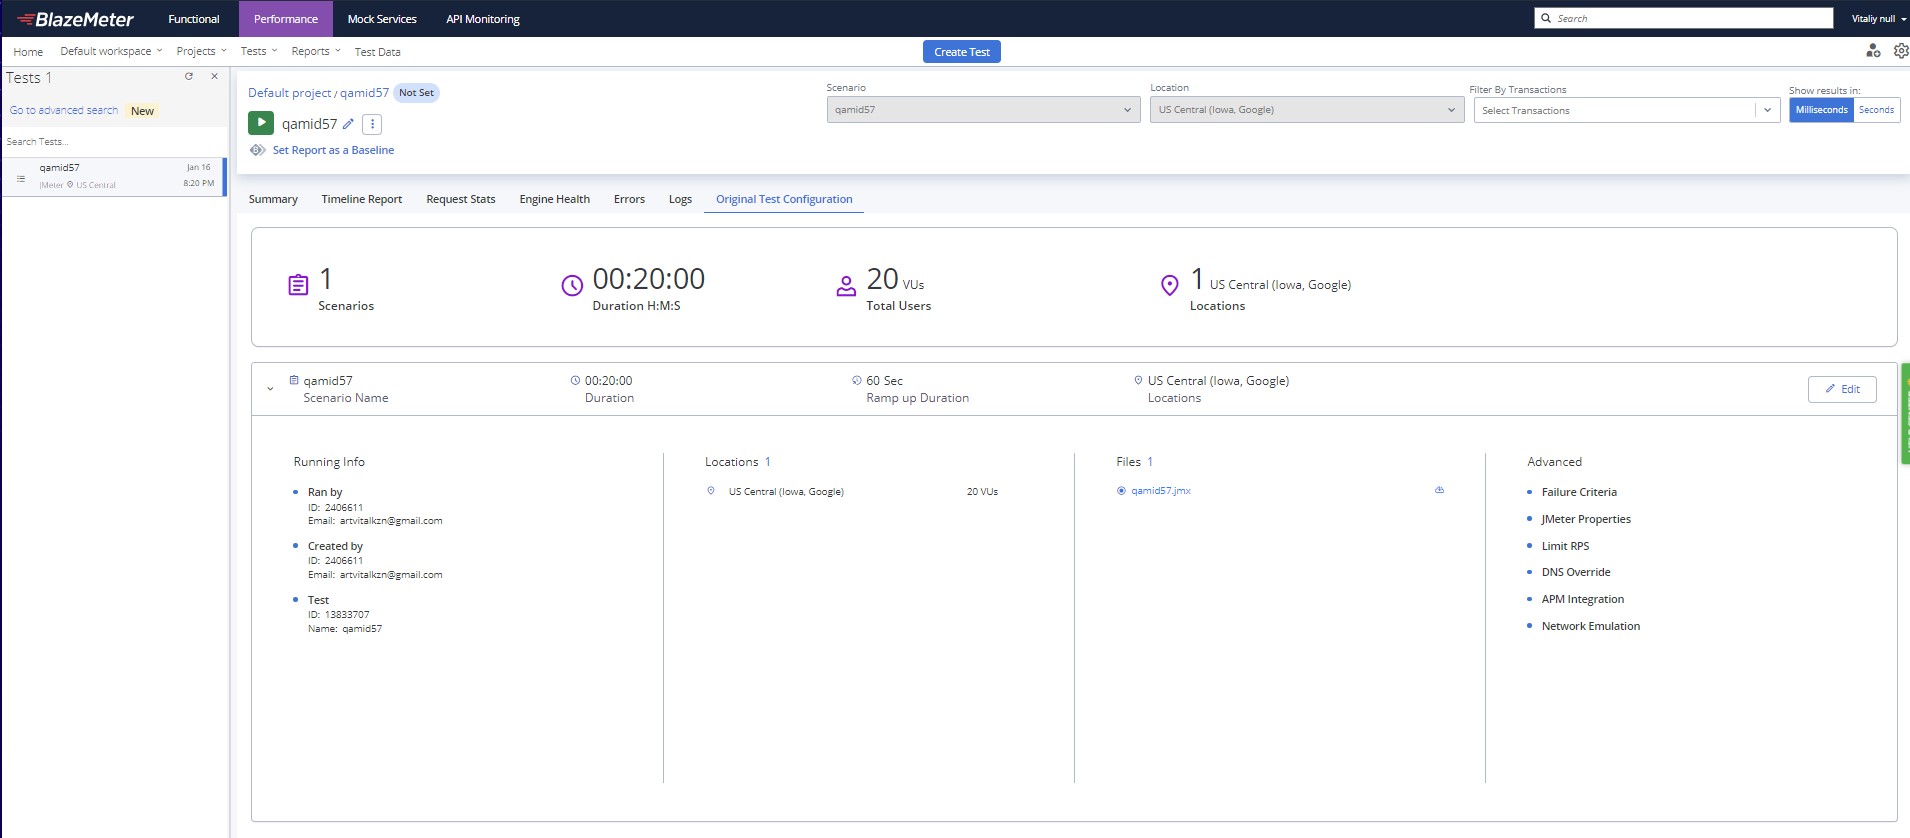 BlazeMeter Functional Performance Mock Services API Monitoring Search Vitaliy null
Home Default workspace Projects Tests Reports Test Data Create Test
Tests 1
Go to advanced search New
Search Tests...
qamid57 Jan 16
JMeter US Central 8:20 PM
Default project / qamid57 Not Set
qamid57
Set Report as a Baseline
Scenario
qamid57
Location
US Central (Iowa, Google)
Filter By Transactions
Select Transactions
Show results in:
Milliseconds Seconds
Summary Timeline Report Request Stats Engine Health Errors Logs Original Test Configuration
1
Scenarios
00:20:00
Duration H:M:S
20 VUs
Total Users
1 US Central (Iowa, Google)
Locations
qamid57
Scenario Name
00:20:00
Duration
60 Sec
Ramp up Duration
US Central (Iowa, Google)
Locations
Edit
Running Info
Ran by
ID: 2406611
Email: artvitalkzn@gmail.com
Created by
ID: 2406611
Email: artvitalkzn@gmail.com
Test
ID: 13833707
Name: qamid57
Locations 1
US Central (Iowa, Google) 20 VUs
Files 1
qamid57.jmx
Advanced
Failure Criteria
JMeter Properties
Limit RPS
DNS Override
APM Integration
Network Emulation